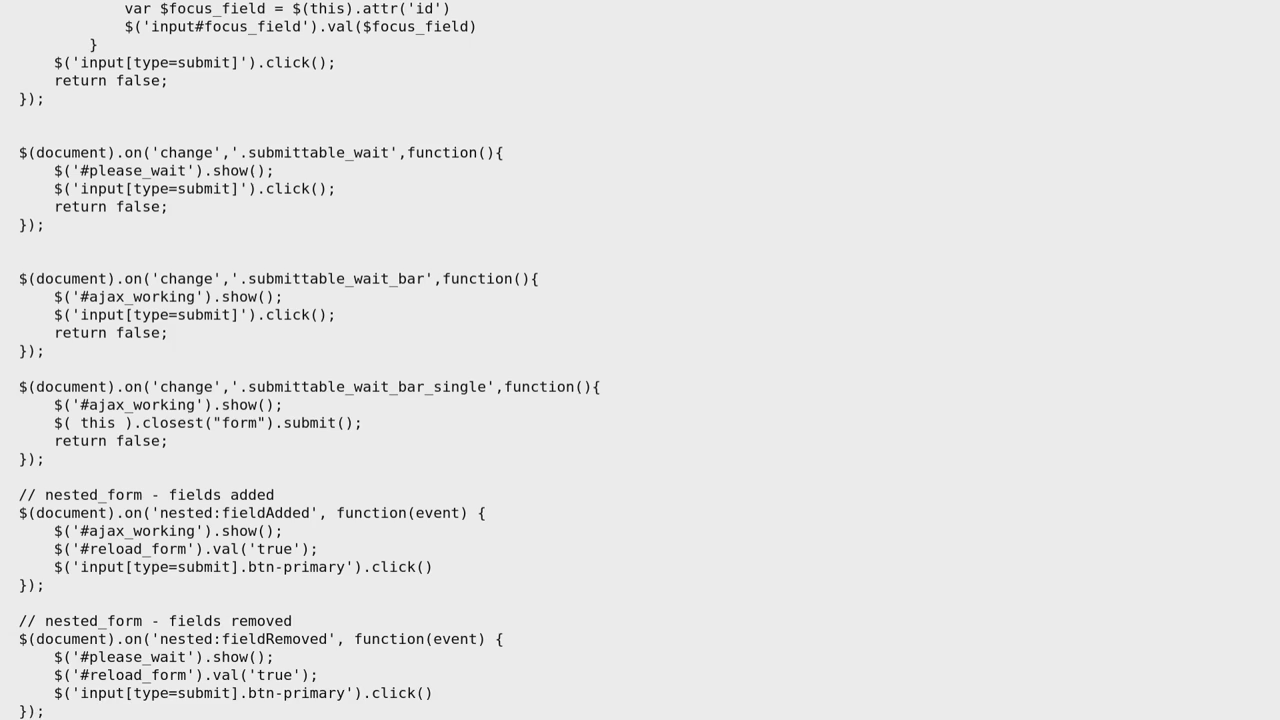 var $focus_field = $(this).attr('id')
$('input#focus_field').val($focus_field)
}
$('input[type=submit]').click();
return false;
});
$(document).on('change','.submittable_wait',function(){
$('#please_wait').show();
$('input[type=submit]').click();
return false;
});
$(document).on('change','.submittable_wait_bar',function(){
$('#ajax_working').show();
$('input[type=submit]').click();
return false;
});
$(document).on('change','.submittable_wait_bar_single',function(){
$('#ajax_working').show();
$( this ).closest("form").submit();
return false;
});
// nested_form - fields added
$(document).on('nested:fieldAdded', function(event) {
$('#ajax_working').show();
$('#reload_form').val('true');
$('input[type=submit].btn-primary').click()
});
// nested_form - fields removed
$(document).on('nested:fieldRemoved', function(event) {
$('#please_wait').show();
$('#reload_form').val('true');
$('input[type=submit].btn-primary').click()
});